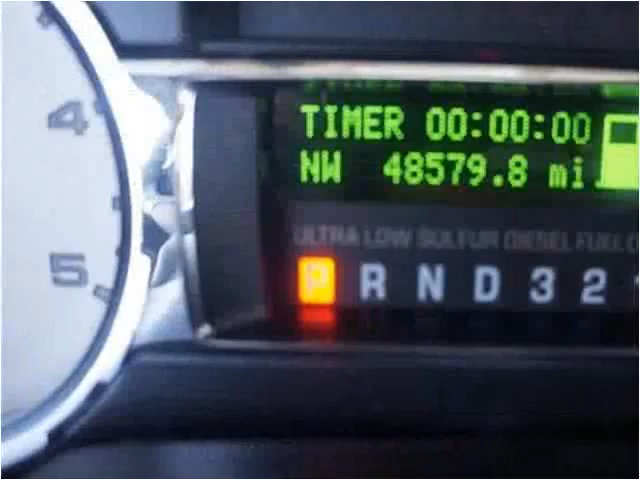 4
5
TIMER 00:00:00
NW 48579.8 mi
ULTRA LOW SULFUR DIESEL FUEL
P R N D 3 2